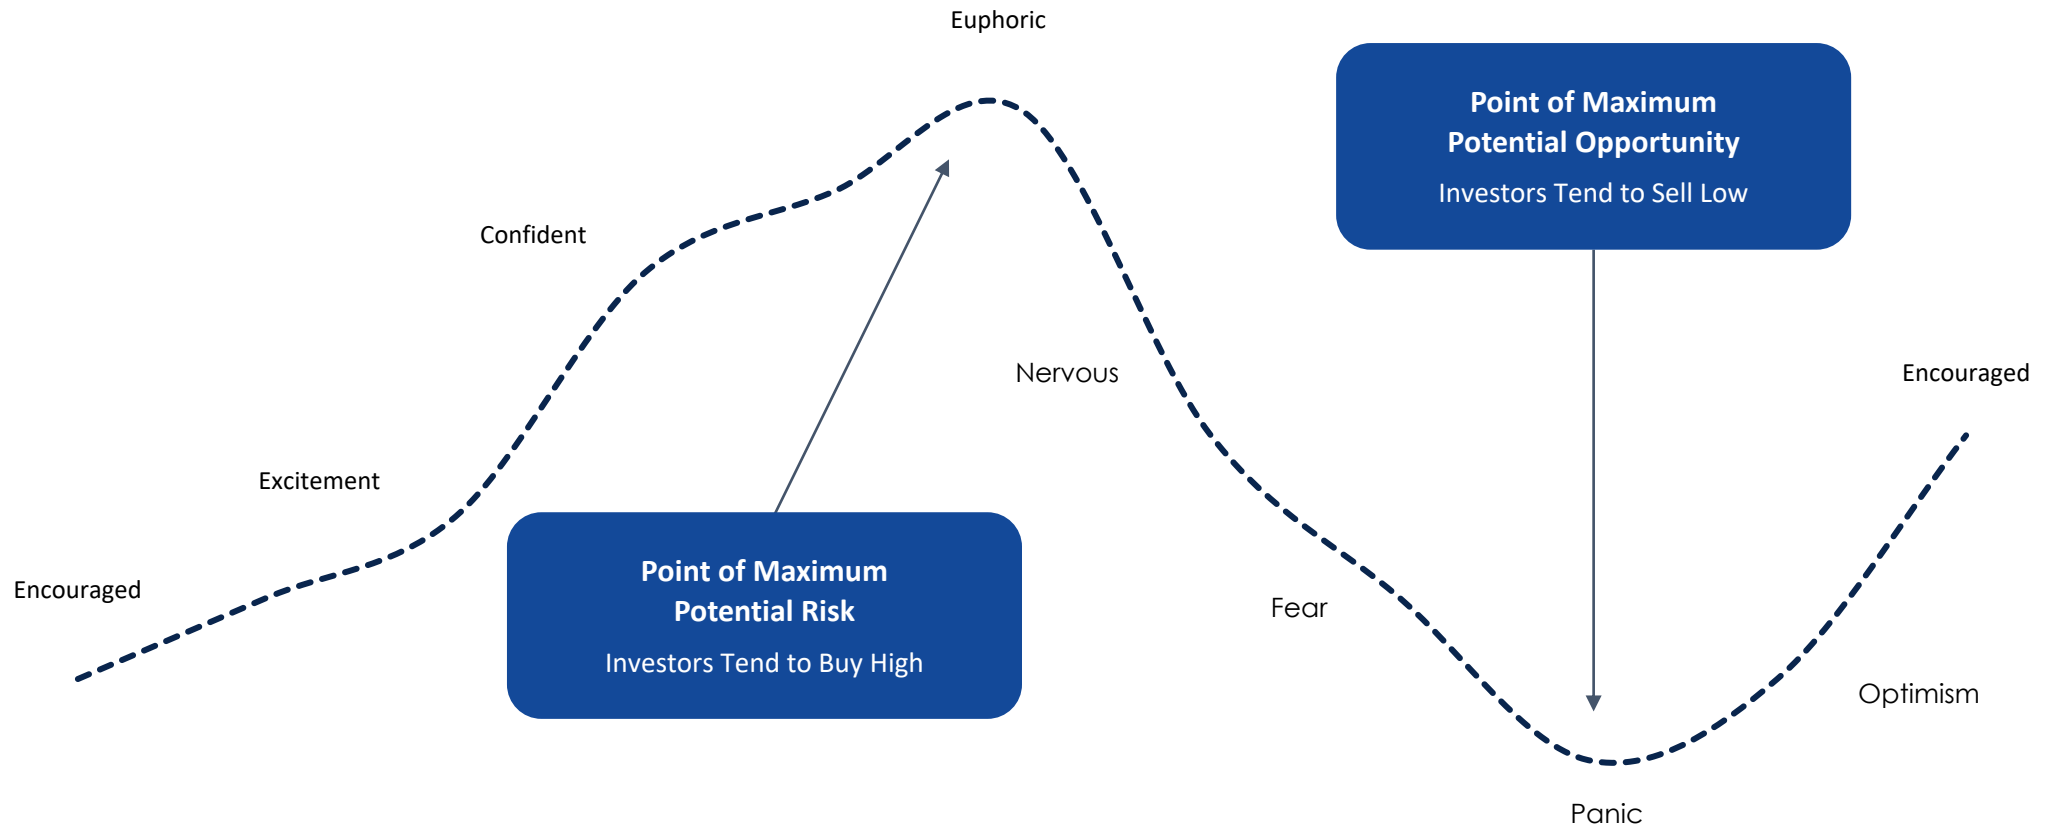 Euphoric
Point of Maximum
Potential Opportunity
Investors Tend to Sell Low
Confident
Nervous
Encouraged
Excitement
Point of Maximum
Potential Risk
Investors Tend to Buy High
Encouraged
Fear
Optimism
Panic